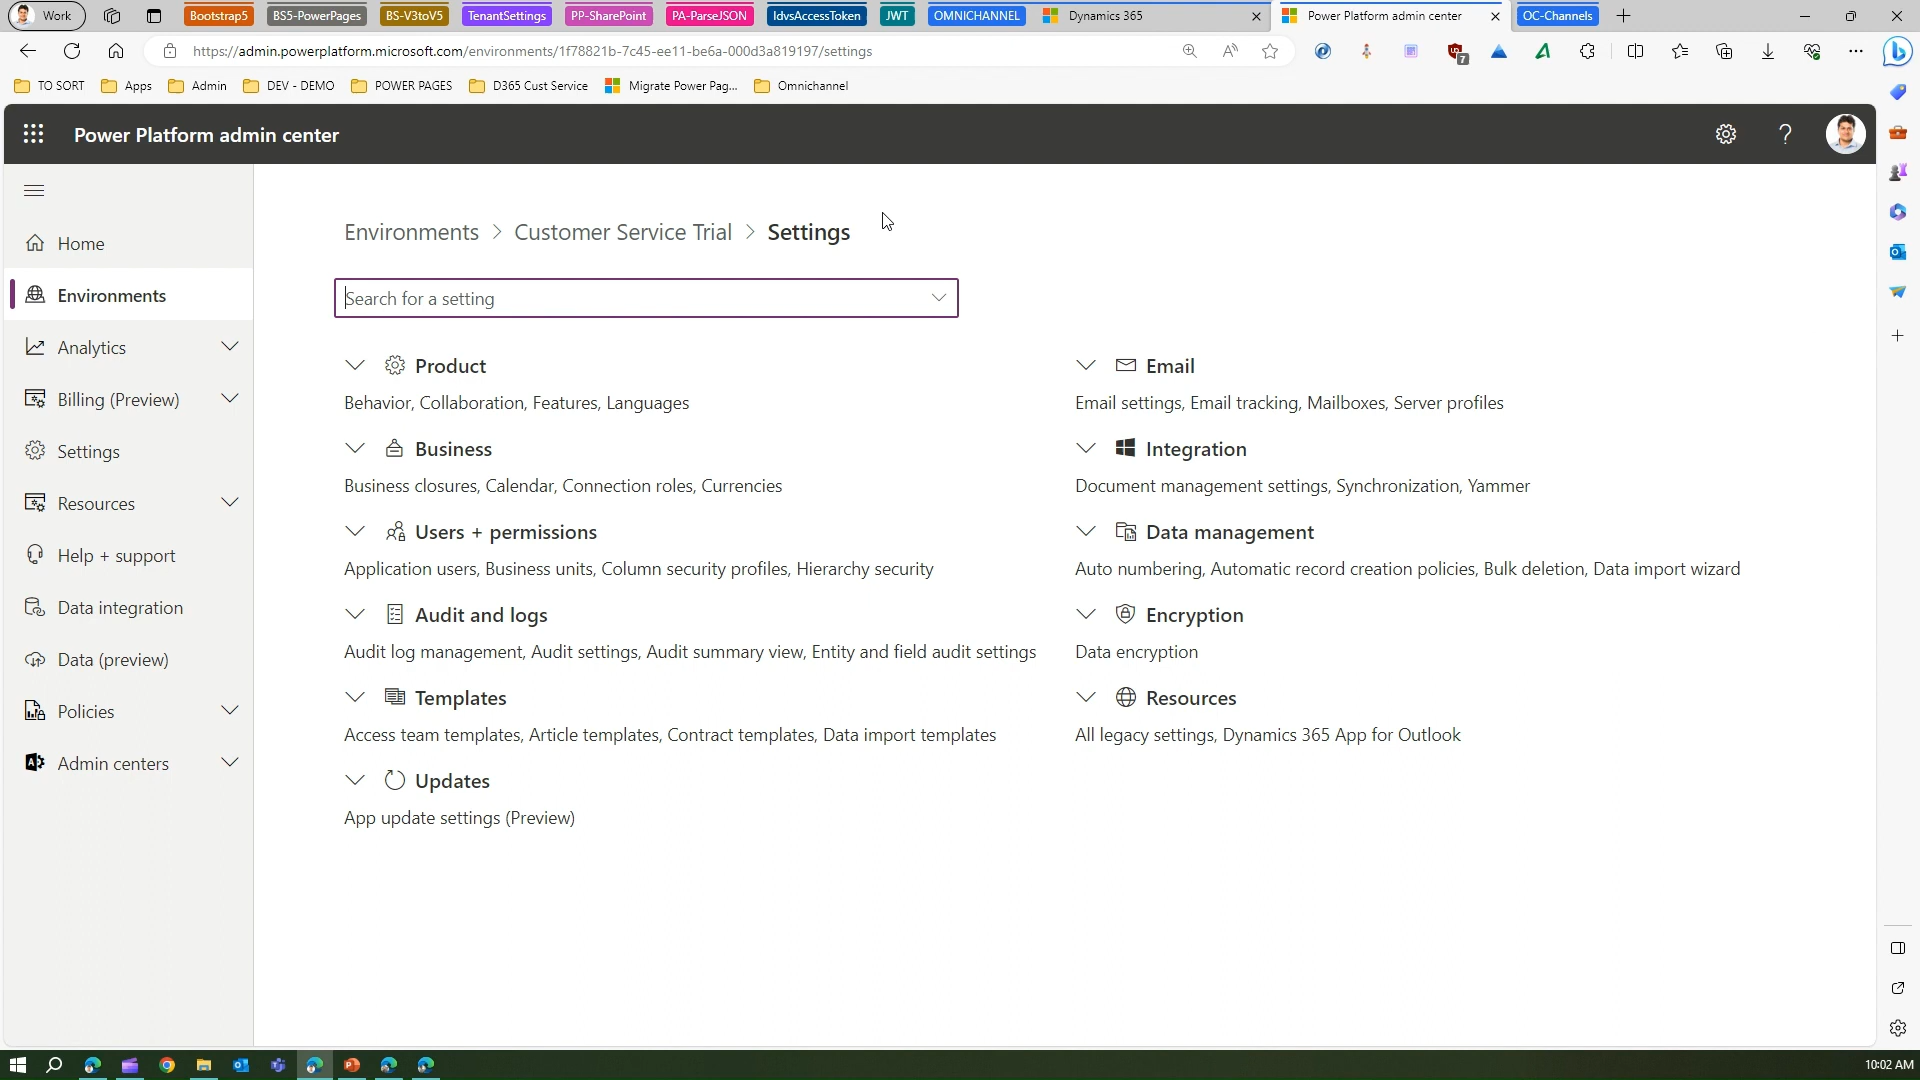 Work
Bootstrap5
BS5-PowerPages
BS-V3toV5
TenantSettings
PP-SharePoint
PA-ParseJSON
IdvsAccessToken
JWT
OMNICHANNEL
Dynamics 365
Power Platform admin center
OC-Channels
https://admin.powerplatform.microsoft.com/environments/1f78821b-7c45-ee11-be6a-000d3a819197/settings
7
TO SORT
Apps
Admin
DEV - DEMO
POWER PAGES
D365 Cust Service
Migrate Power Pag...
Omnichannel
Power Platform admin center
Home
Environments
Analytics
Billing (Preview)
Settings
Resources
Help + support
Data integration
Data (preview)
Policies
Admin centers
Environments > Customer Service Trial > Settings
Search for a setting
Product
Behavior, Collaboration, Features, Languages
Business
Business closures, Calendar, Connection roles, Currencies
Users + permissions
Application users, Business units, Column security profiles, Hierarchy security
Audit and logs
Audit log management, Audit settings, Audit summary view, Entity and field audit settings
Templates
Access team templates, Article templates, Contract templates, Data import templates
Updates
App update settings (Preview)
Email
Email settings, Email tracking, Mailboxes, Server profiles
Integration
Document management settings, Synchronization, Yammer
Data management
Auto numbering, Automatic record creation policies, Bulk deletion, Data import wizard
Encryption
Data encryption
Resources
All legacy settings, Dynamics 365 App for Outlook
10:02 AM